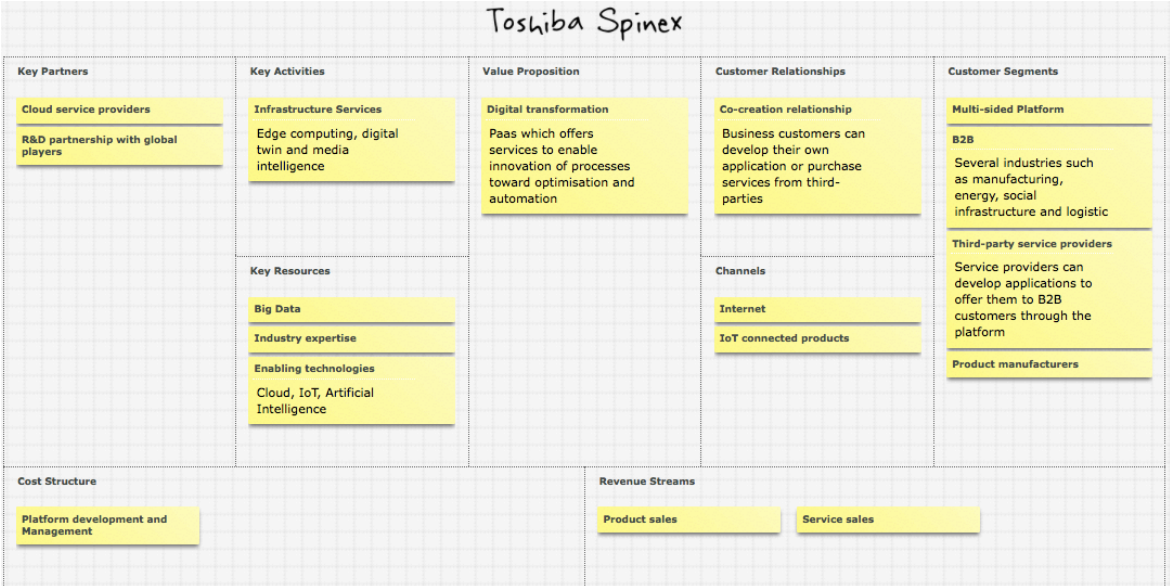 Toshiba Spinex
Key Partners
Cloud service providers
R&D partnership with global
players
Key Activities
Infrastructure Services
Edge computing, digital
twin and media
intelligence
Key Resources
Big Data
Industry expertise
Enabling technologies
Cloud, IoT, Artificial
Intelligence
Value Proposition
Digital transformation
Paas which offers
services to enable
innovation of processes
toward optimisation and
automation
Customer Relationships
Co-creation relationship
Business customers can
develop their own
application or purchase
services from third-
parties
Channels
Internet
IoT connected products
Customer Segments
Multi-sided Platform
B2B
Several industries such
as manufacturing,
energy, social
infrastructure and logistic
Third-party service providers
Service providers can
develop applications to
offer them to B2B
customers through the
platform
Product manufacturers
Cost Structure
Platform development and
Management
Revenue Streams
Product sales
Service sales